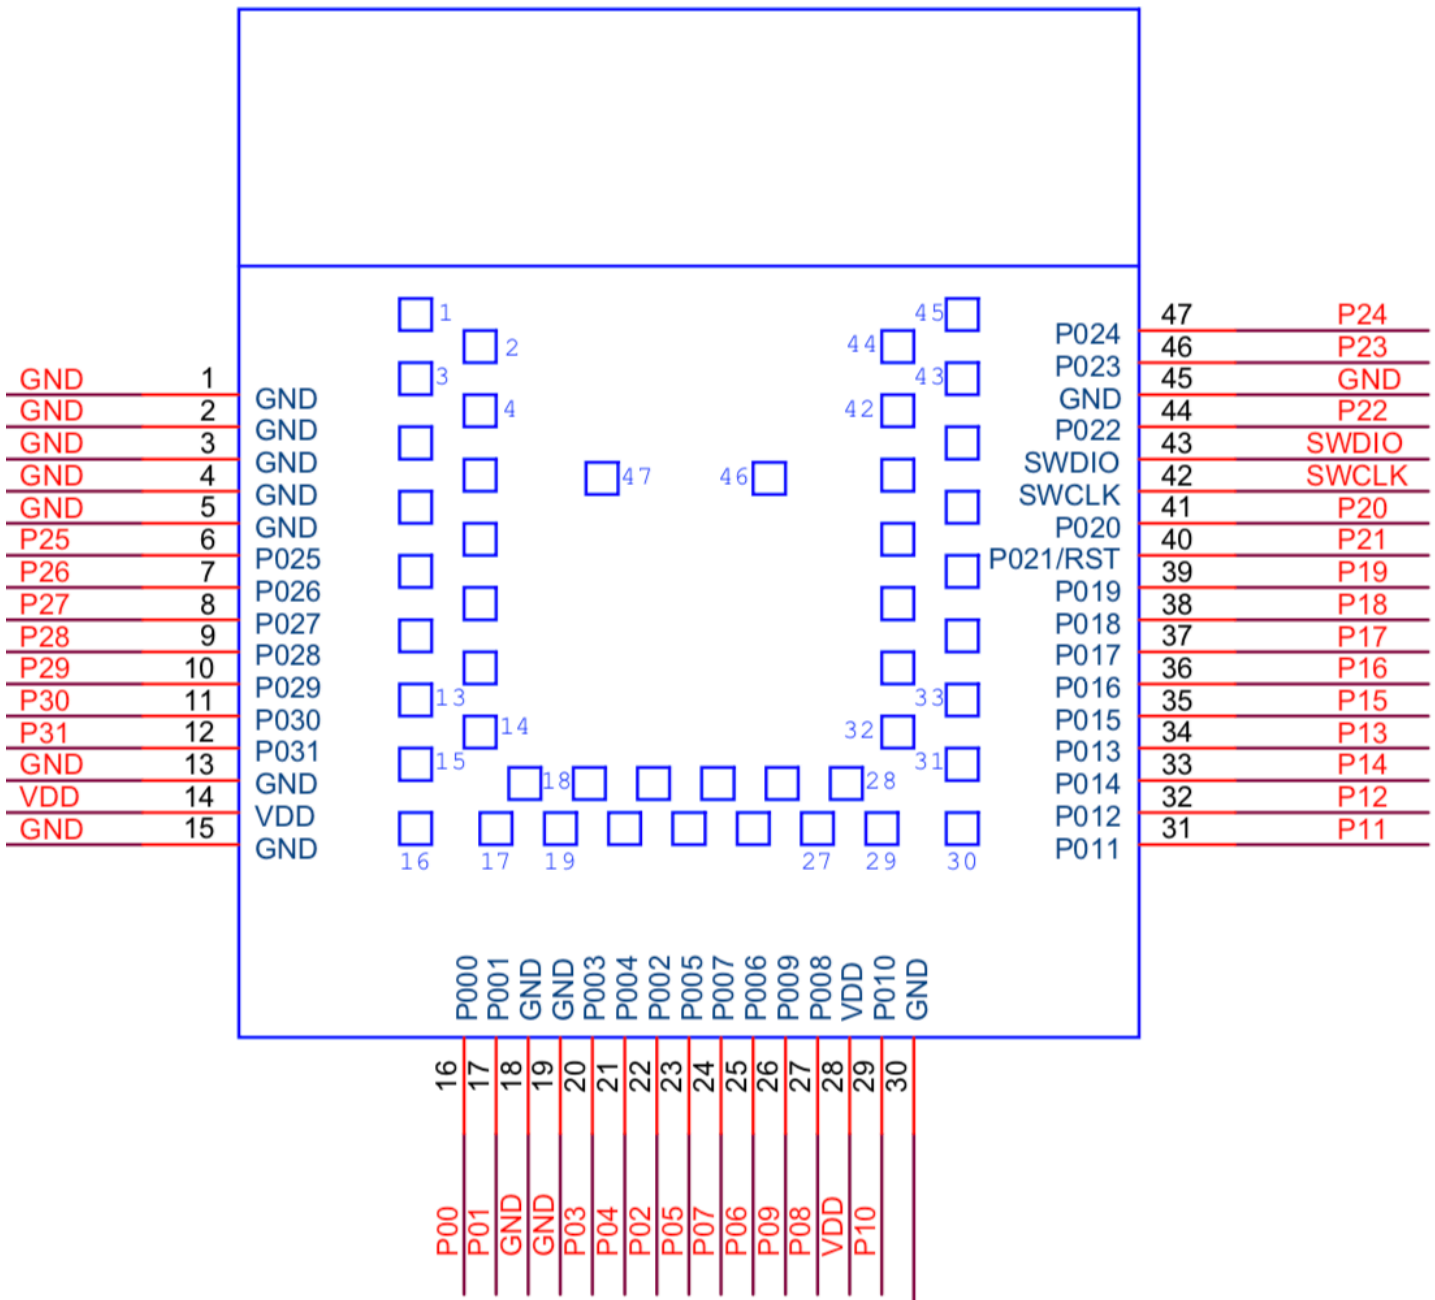 1 45
2 44
3 43
4 42
47 46
13 33
14 32
15 31
18 28
16 17 19 27 29 30
GND 1 GND
GND 2 GND
GND 3 GND
GND 4 GND
GND 5 GND
P25 6 P025
P26 7 P026
P27 8 P027
P28 9 P028
P29 10 P029
P30 11 P030
P31 12 P031
GND 13 GND
VDD 14 VDD
GND 15 GND
P024 47 P24
P023 46 P23
GND 45 GND
P022 44 P22
SWDIO 43 SWDIO
SWCLK 42 SWCLK
P020 41 P20
P021/RST 40 P21
P019 39 P19
P018 38 P18
P017 37 P17
P016 36 P16
P015 35 P15
P013 34 P13
P014 33 P14
P012 32 P12
P011 31 P11
P000 16 P00
P001 17 P01
GND 18 GND
GND 19 GND
P003 20 P03
P004 21 P04
P002 22 P02
P005 23 P05
P007 24 P07
P006 25 P06
P009 26 P09
P008 27 P08
VDD 28 VDD
P010 29 P10
GND 30